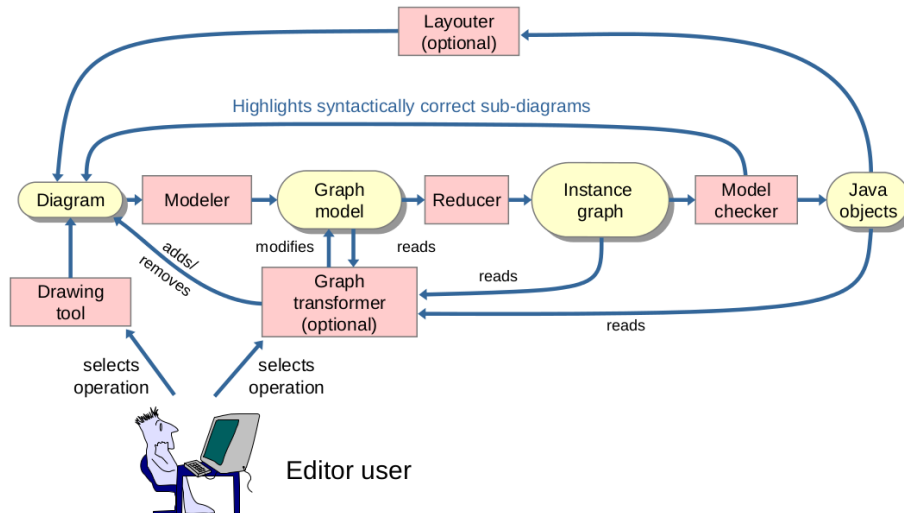 Layouter
(optional)
Highlights syntactically correct sub-diagrams
Diagram
Modeler
Graph
model
Reducer
Instance
graph
Model
checker
Java
objects
modifies
reads
adds/
removes
reads
reads
Drawing
tool
Graph
transformer
(optional)
selects
operation
selects
operation
Editor user